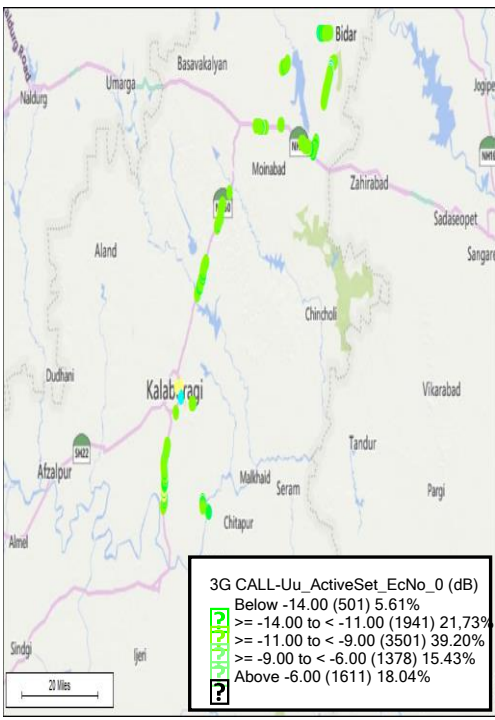 Naldurg Road
Bidar
Basavakalyan
Umarga
Naldurg
Jogipe
Moinabad
Zahirabad
Sadaseopet
Sangare
Aland
Chincholi
Dudhani
Kalaburagi
Vikarabad
SH22
Tandur
Afzalpur
Malkhaid
Seram
Pargi
Chitapur
Almel
Sindgi
Ijeri
20 Miles
3G CALL-Uu_ActiveSet_EcNo_0 (dB)
Below -14.00 (501) 5.61%
>= -14.00 to < -11.00 (1941) 21,73%
>= -11.00 to < -9.00 (3501) 39.20%
>= -9.00 to < -6.00 (1378) 15.43%
Above -6.00 (1611) 18.04%